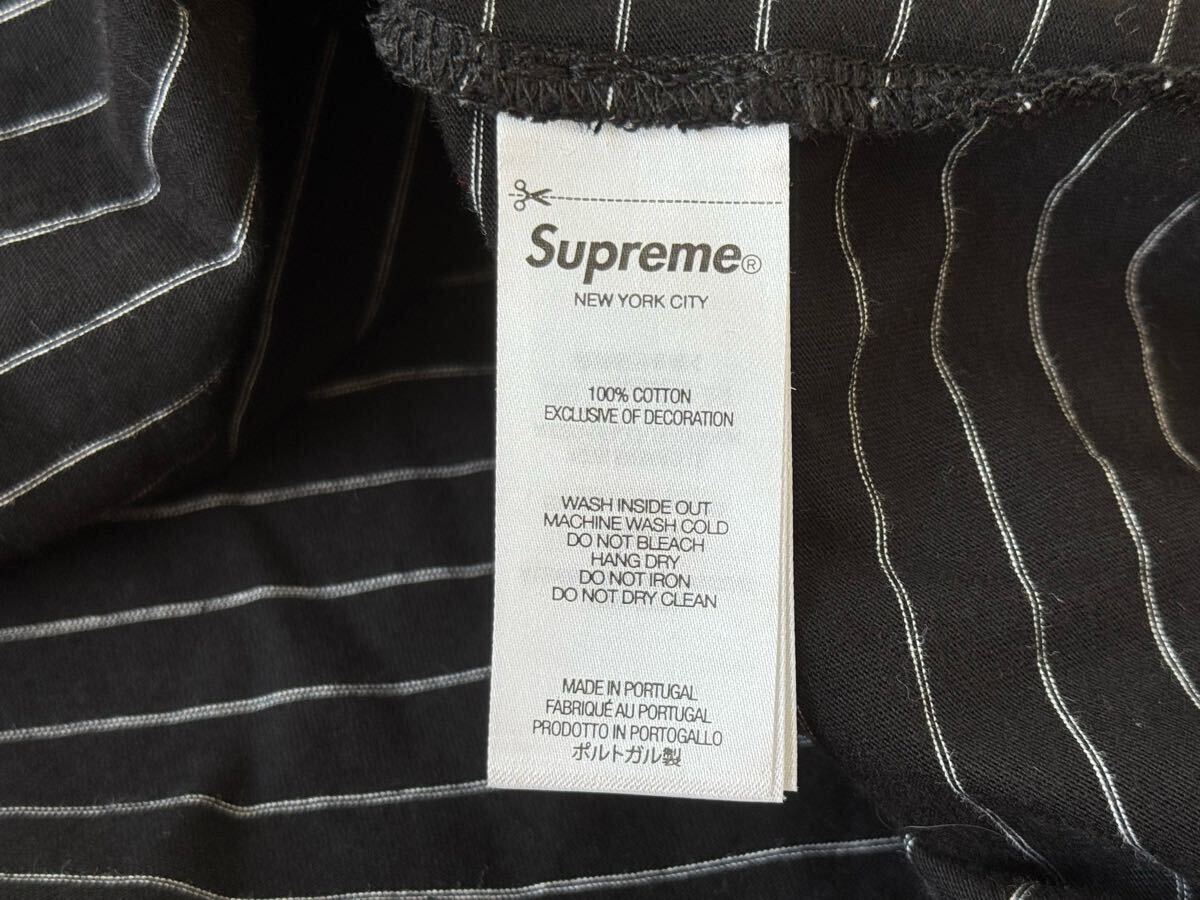 Supreme®
NEW YORK CITY
100% COTTON
EXCLUSIVE OF DECORATION
WASH INSIDE OUT
MACHINE WASH COLD
DO NOT BLEACH
HANG DRY
DO NOT IRON
DO NOT DRY CLEAN
MADE IN PORTUGAL
FABRIQUÉ AU PORTUGAL
PRODOTTO IN PORTOGALLO
ポルトガル製